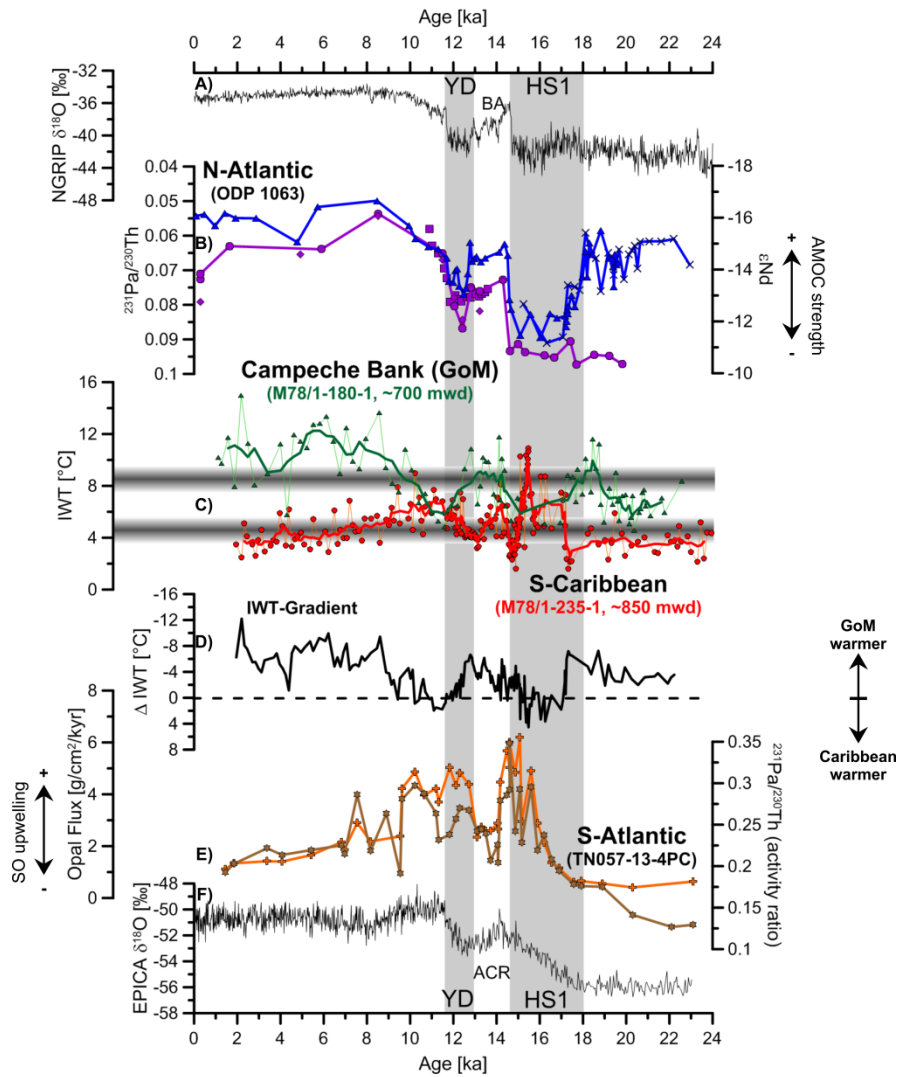 Age [ka]
0 2 4 6 8 10 12 14 16 18 20 22 24
NGRIP δ¹⁸O [‰]
-32
-36
-40
-44
-48
A)
YD
BA
HS1
N-Atlantic
(ODP 1063)
B)
²³¹Pa/²³⁰Th
0.04
0.05
0.06
0.07
0.08
0.09
0.1
-18
-16
-14
-12
-10
εNd
+
AMOC strength
-
Campeche Bank (GoM)
(M78/1-180-1, ~700 mwd)
IWT [°C]
16
12
8
4
0
C)
S-Caribbean
(M78/1-235-1, ~850 mwd)
IWT-Gradient
D)
Δ IWT [°C]
-16
-12
-8
-4
0
4
8
GoM
warmer
Caribbean
warmer
SO upwelling
+
-
Opal Flux [g/cm²/kyr]
8
6
4
2
0
E)
S-Atlantic
(TN057-13-4PC)
0.35
0.3
0.25
0.2
0.15
0.1
²³¹Pa/²³⁰Th (activity ratio)
EPICA δ¹⁸O [‰]
-48
-50
-52
-54
-56
-58
F)
ACR
YD
HS1
0 2 4 6 8 10 12 14 16 18 20 22 24
Age [ka]